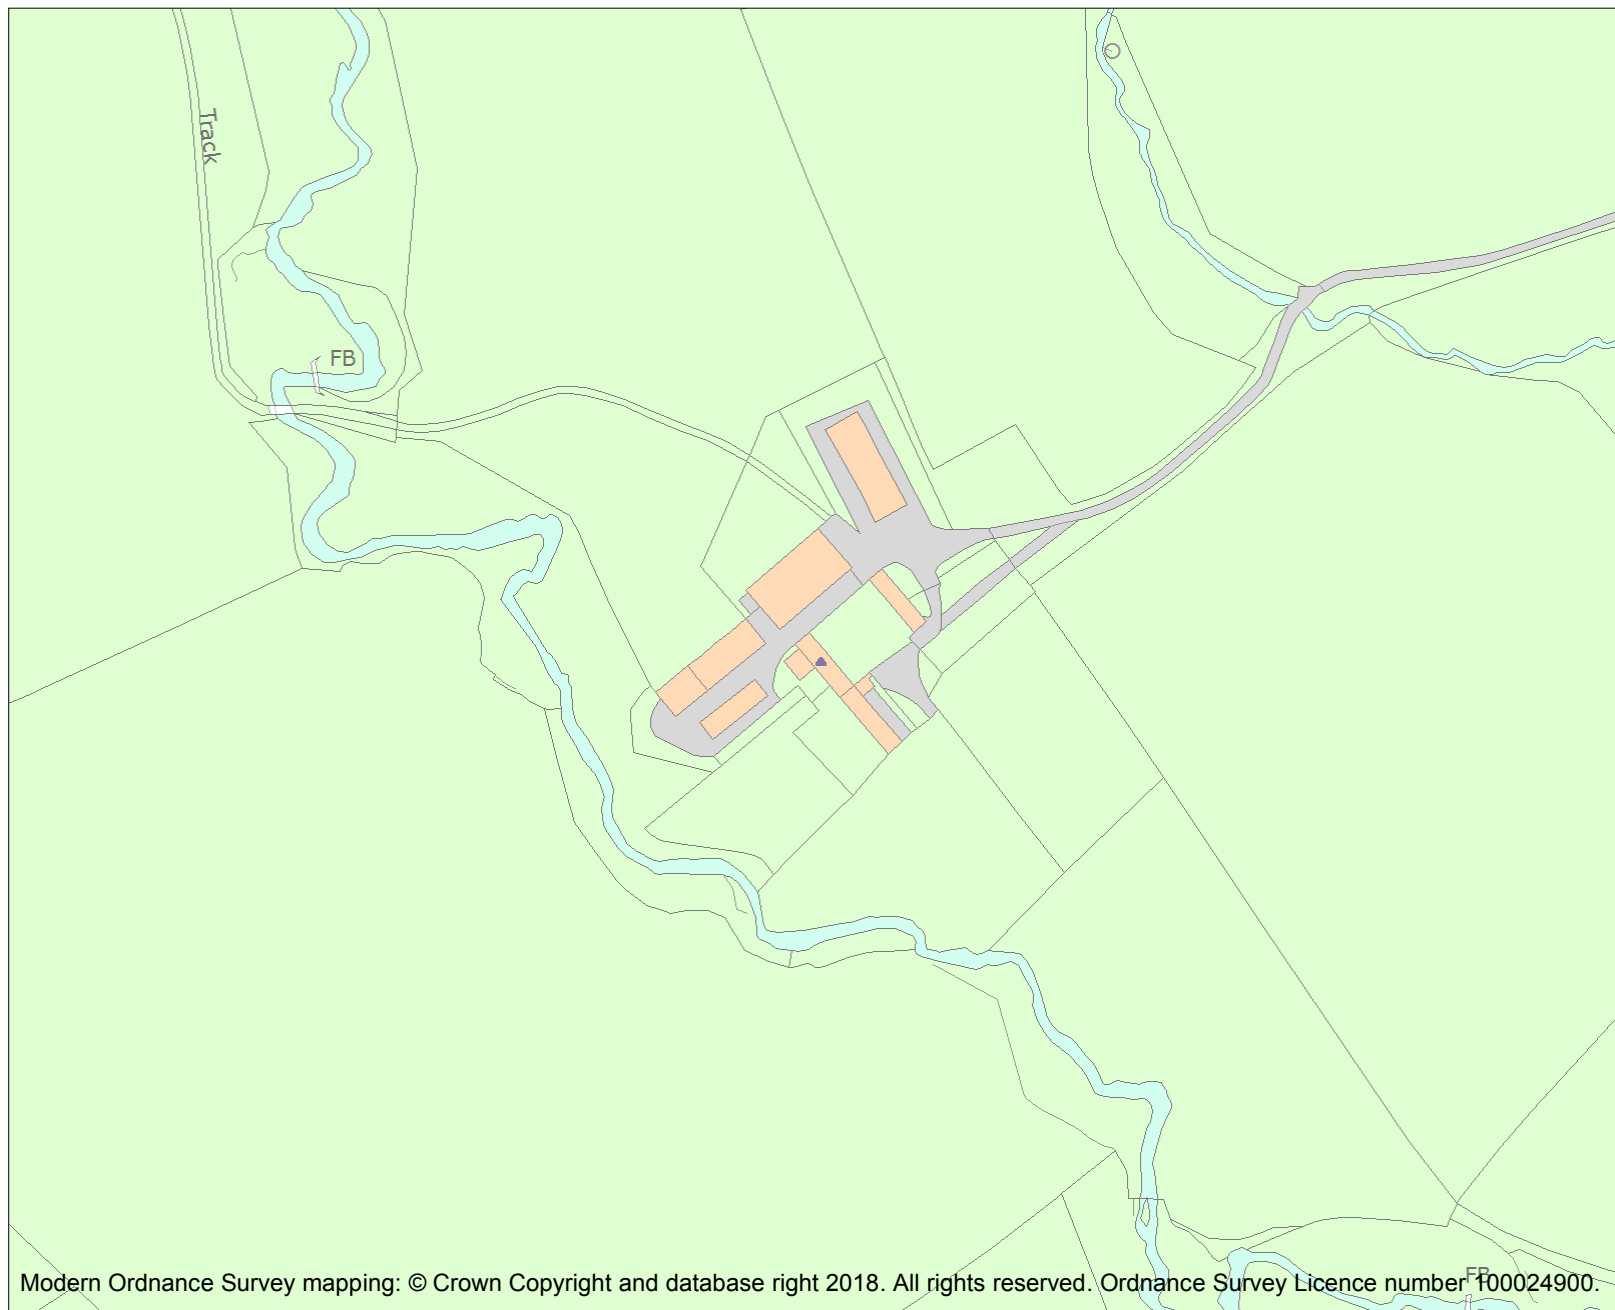 Track
FB
FB
Modern Ordnance Survey mapping: © Crown Copyright and database right 2018. All rights reserved. Ordnance Survey Licence number 100024900.